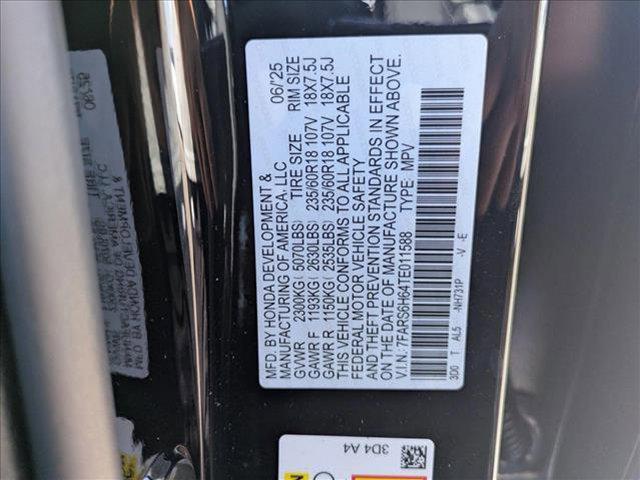 MFD. BY HONDA DEVELOPMENT &
MANUFACTURING OF AMERICA, LLC 06/'25
GVWR 2300KG ( 5070LBS) TIRE SIZE RIM SIZE
GAWR F 1193KG ( 2630LBS) 235/60R18 107V 18X7.5J
GAWR R 1150KG ( 2535LBS) 235/60R18 107V 18X7.5J
THIS VEHICLE CONFORMS TO ALL APPLICABLE
FEDERAL MOTOR VEHICLE SAFETY
AND THEFT PREVENTION STANDARDS IN EFFECT
ON THE DATE OF MANUFACTURE SHOWN ABOVE.
V.I.N.: 7FARS6H64TE011588 TYPE: MPV
3D0 T AL5 -NH731P -V -E
3D4 A4